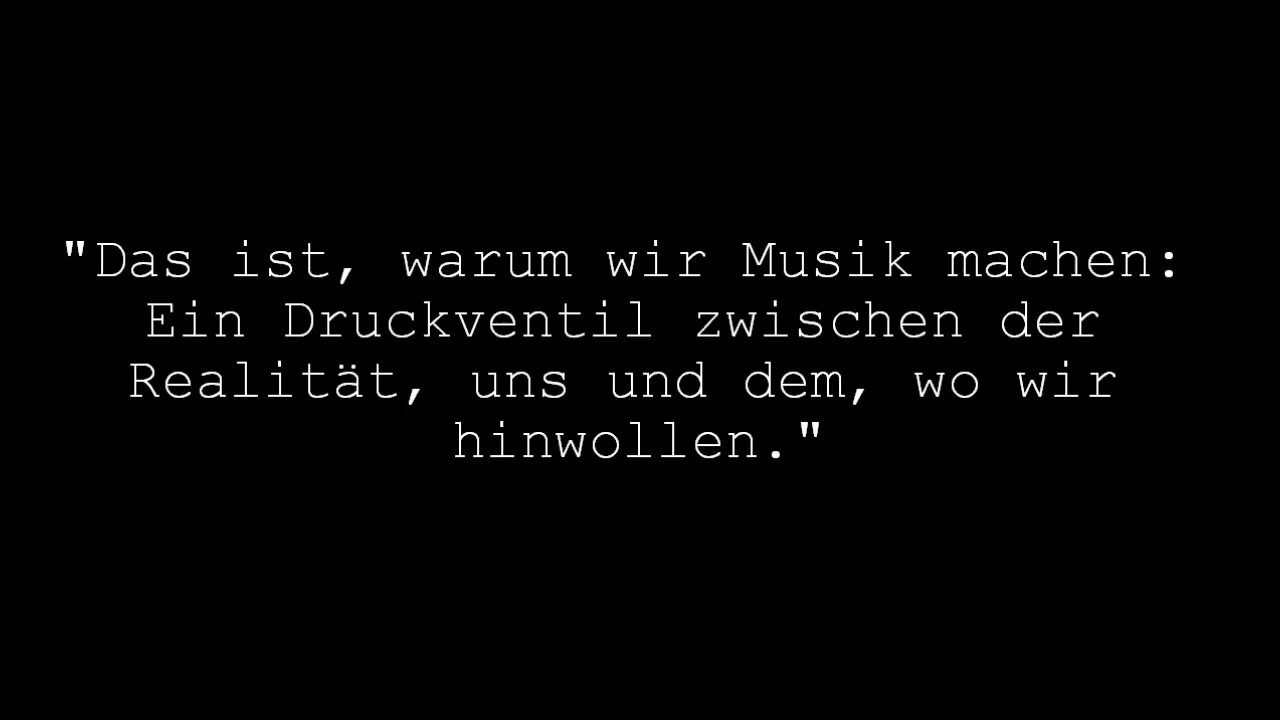 "Das ist, warum wir Musik machen:
Ein Druckventil zwischen der
Realität, uns und dem, wo wir
hinwollen."